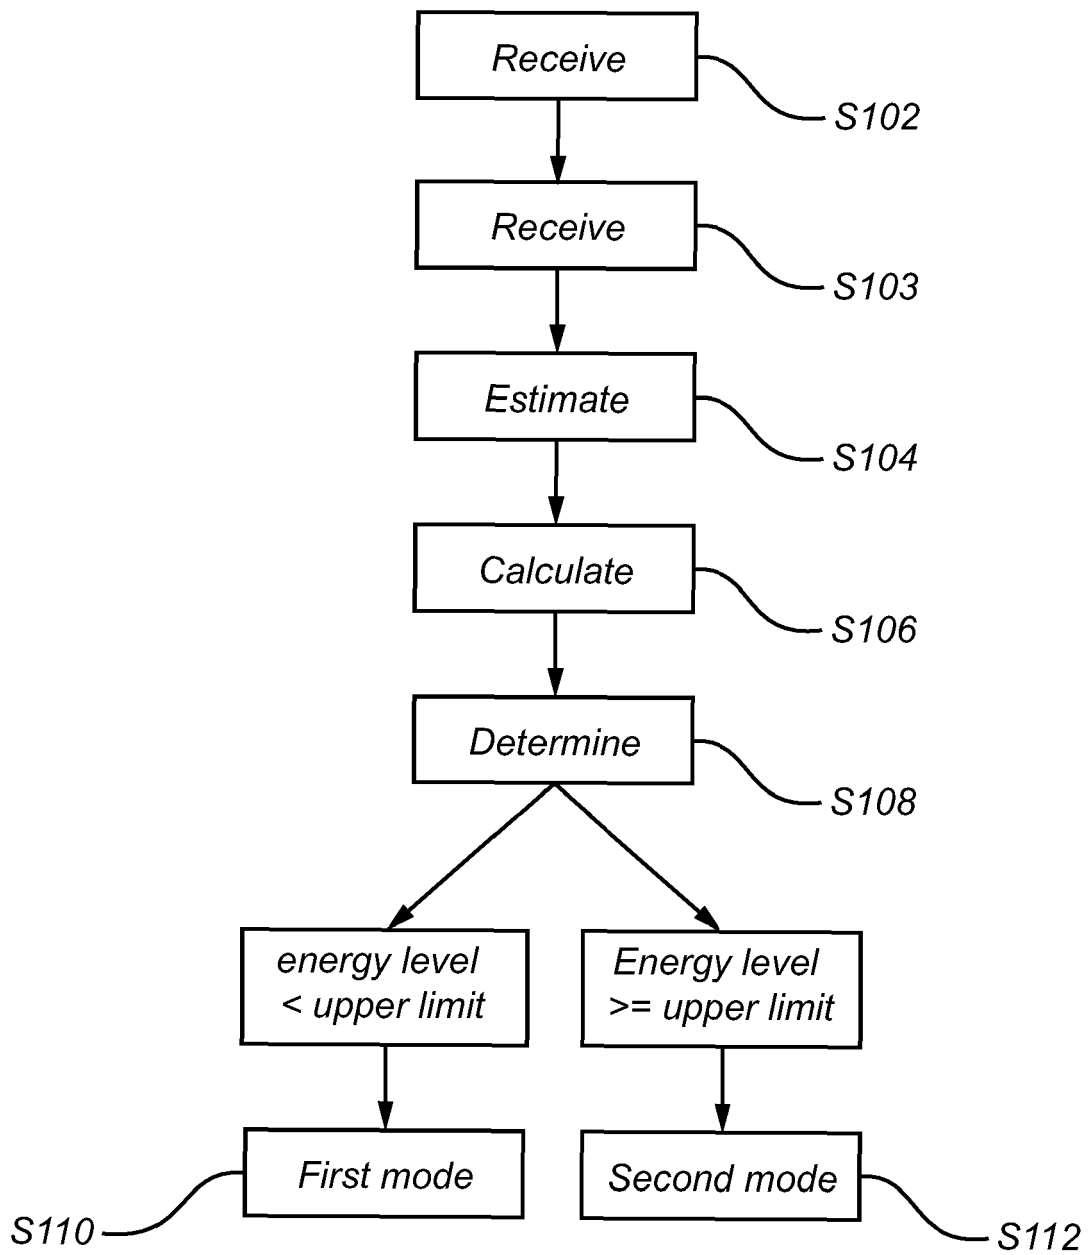 Receive
S102
Receive
S103
Estimate
S104
Calculate
S106
Determine
S108
energy level
< upper limit
Energy level
>= upper limit
First mode
S110
Second mode
S112